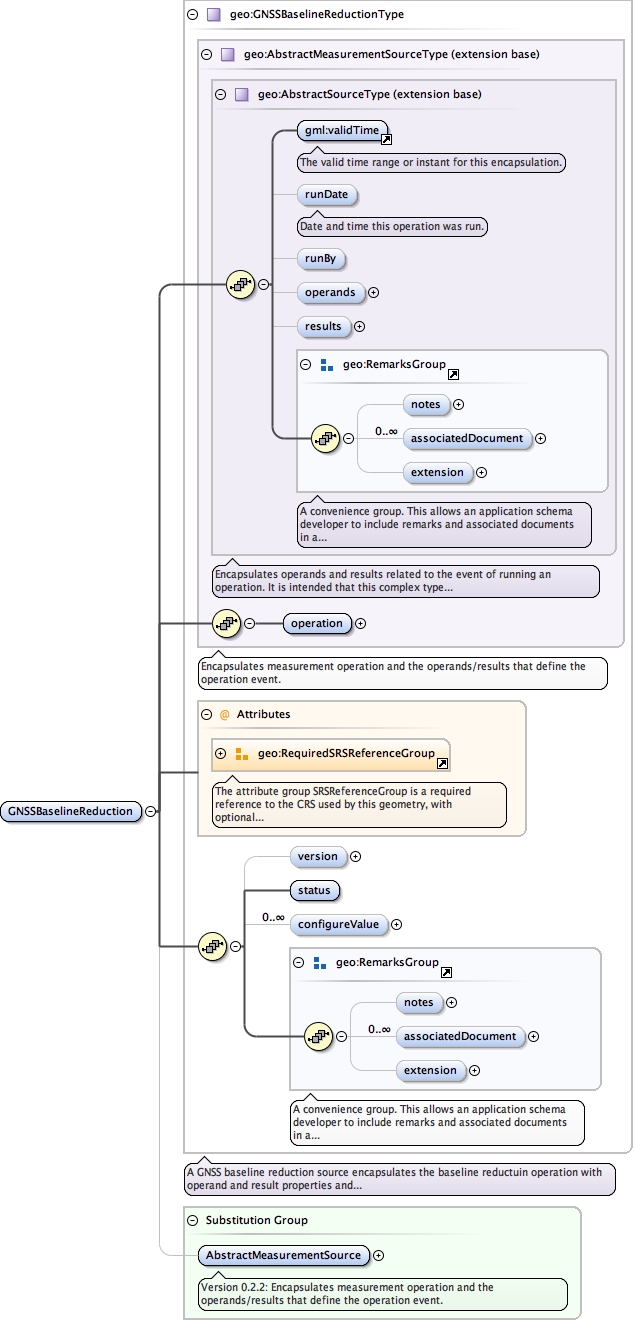 geo:GNSSBaselineReductionType
geo:AbstractMeasurementSourceType (extension base)
geo:AbstractSourceType (extension base)
gml:validTime
The valid time range or instant for this encapsulation.
runDate
Date and time this operation was run.
runBy
operands
results
geo:RemarksGroup
notes
0..∞
associatedDocument
extension
A convenience group. This allows an application schema
developer to include remarks and associated documents
in a...
Encapsulates operands and results related to the event of running an
operation. It is intended that this complex type...
operation
Encapsulates measurement operation and the operands/results that define the
operation event.
@ Attributes
geo:RequiredSRSReferenceGroup
The attribute group SRSReferenceGroup is a required
reference to the CRS used by this geometry, with
optional...
GNSSBaselineReduction
version
status
0..∞
configureValue
geo:RemarksGroup
notes
0..∞
associatedDocument
extension
A convenience group. This allows an application schema
developer to include remarks and associated documents
in a...
A GNSS baseline reduction source encapsulates the baseline reductuin operation with
operand and result properties and...
Substitution Group
AbstractMeasurementSource
Version 0.2.2: Encapsulates measurement operation and the
operands/results that define the operation event.